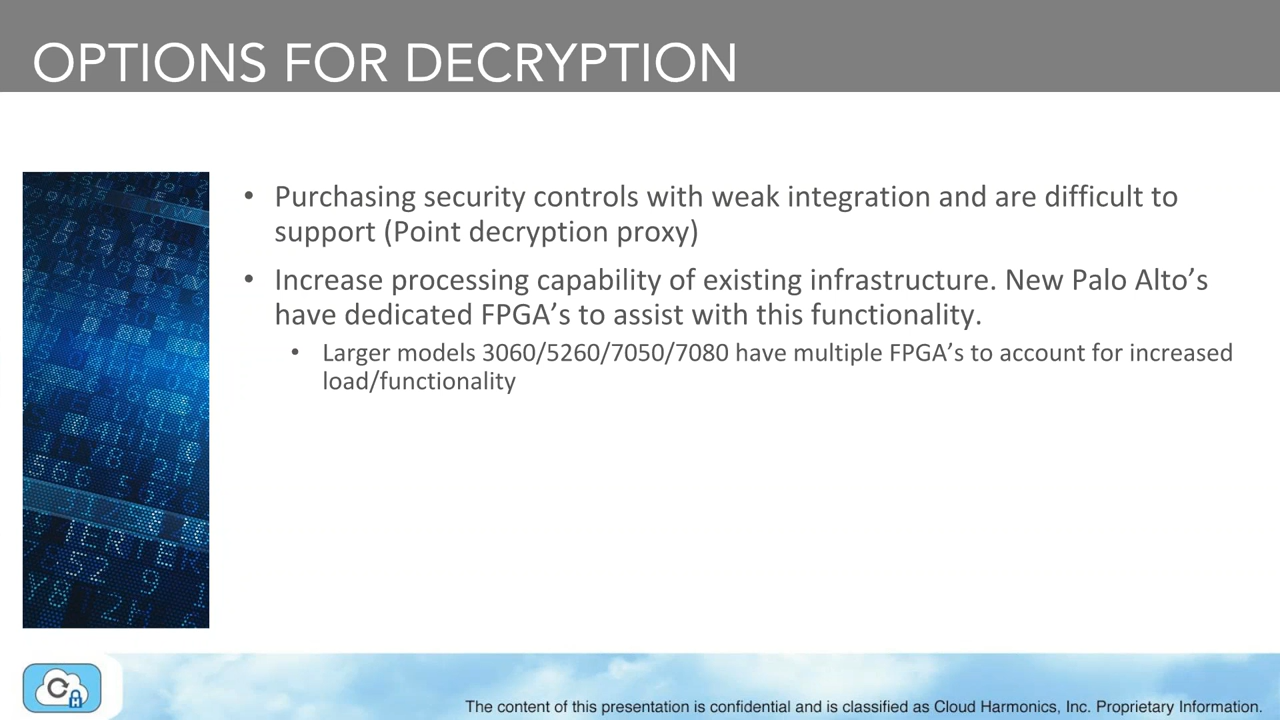 OPTIONS FOR DECRYPTION
• Purchasing security controls with weak integration and are difficult to
support (Point decryption proxy)
• Increase processing capability of existing infrastructure. New Palo Alto’s
have dedicated FPGA’s to assist with this functionality.
• Larger models 3060/5260/7050/7080 have multiple FPGA’s to account for increased
load/functionality
The content of this presentation is confidential and is classified as Cloud Harmonics, Inc. Proprietary Information.